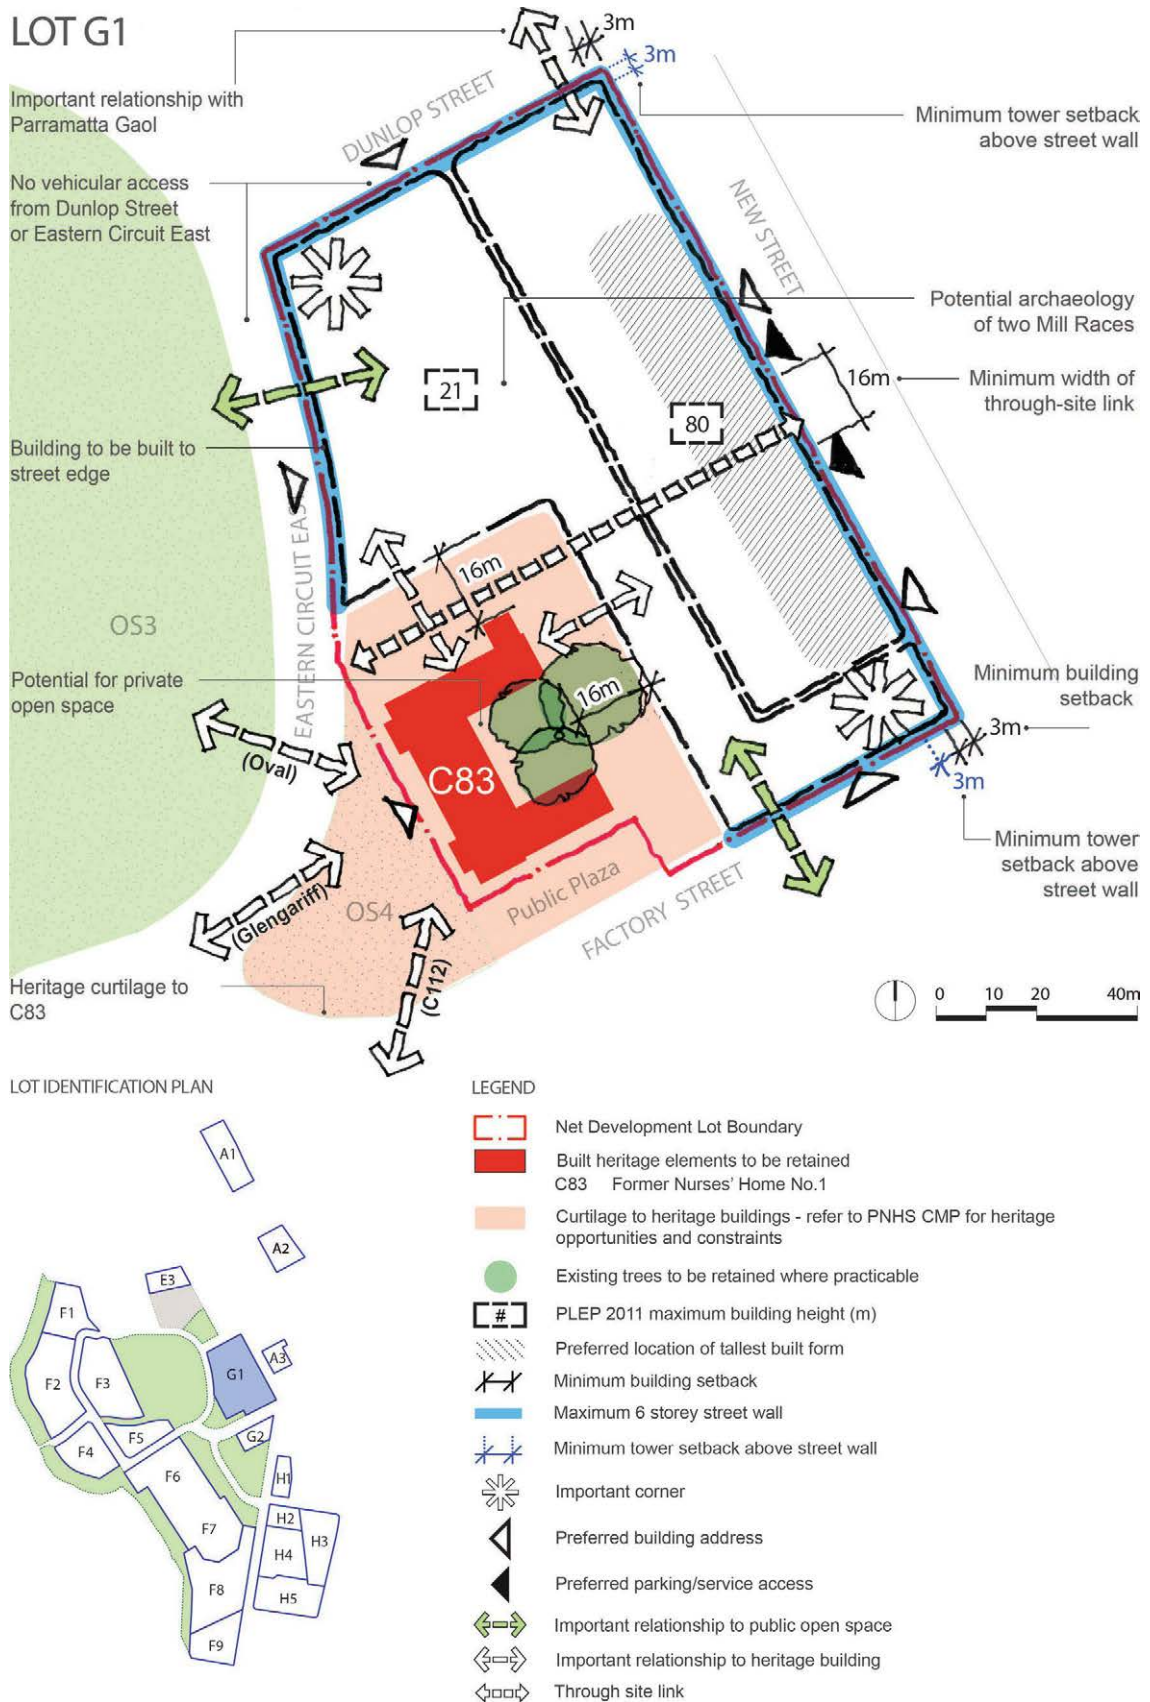 LOT G1
3m
3m
Important relationship with
Parramatta Gaol
DUNLOP STREET
Minimum tower setback
above street wall
No vehicular access
from Dunlop Street
or Eastern Circuit East
NEW STREET
Potential archaeology
of two Mill Races
21
16m
Minimum width of
through-site link
80
Building to be built to
street edge
EASTERN CIRCUIT EAS
16m
OS3
Potential for private
open space
16m
Minimum building
setback
3m
(Oval)
C83
3m
Minimum tower
setback above
street wall
Public Plaza
OS4
FACTORY STREET
(Glengariff)
(C112)
Heritage curtilage to
C83
0 10 20 40m
LOT IDENTIFICATION PLAN
A1
A2
E3
F1
A3
G1
F2
F3
F5
G2
F4
F6
H1
H2
F7
H3
H4
F8
H5
F9
LEGEND
Net Development Lot Boundary
Built heritage elements to be retained
C83 Former Nurses' Home No.1
Curtilage to heritage buildings - refer to PNHS CMP for heritage
opportunities and constraints
Existing trees to be retained where practicable
# PLEP 2011 maximum building height (m)
Preferred location of tallest built form
Minimum building setback
Maximum 6 storey street wall
Minimum tower setback above street wall
Important corner
Preferred building address
Preferred parking/service access
Important relationship to public open space
Important relationship to heritage building
Through site link